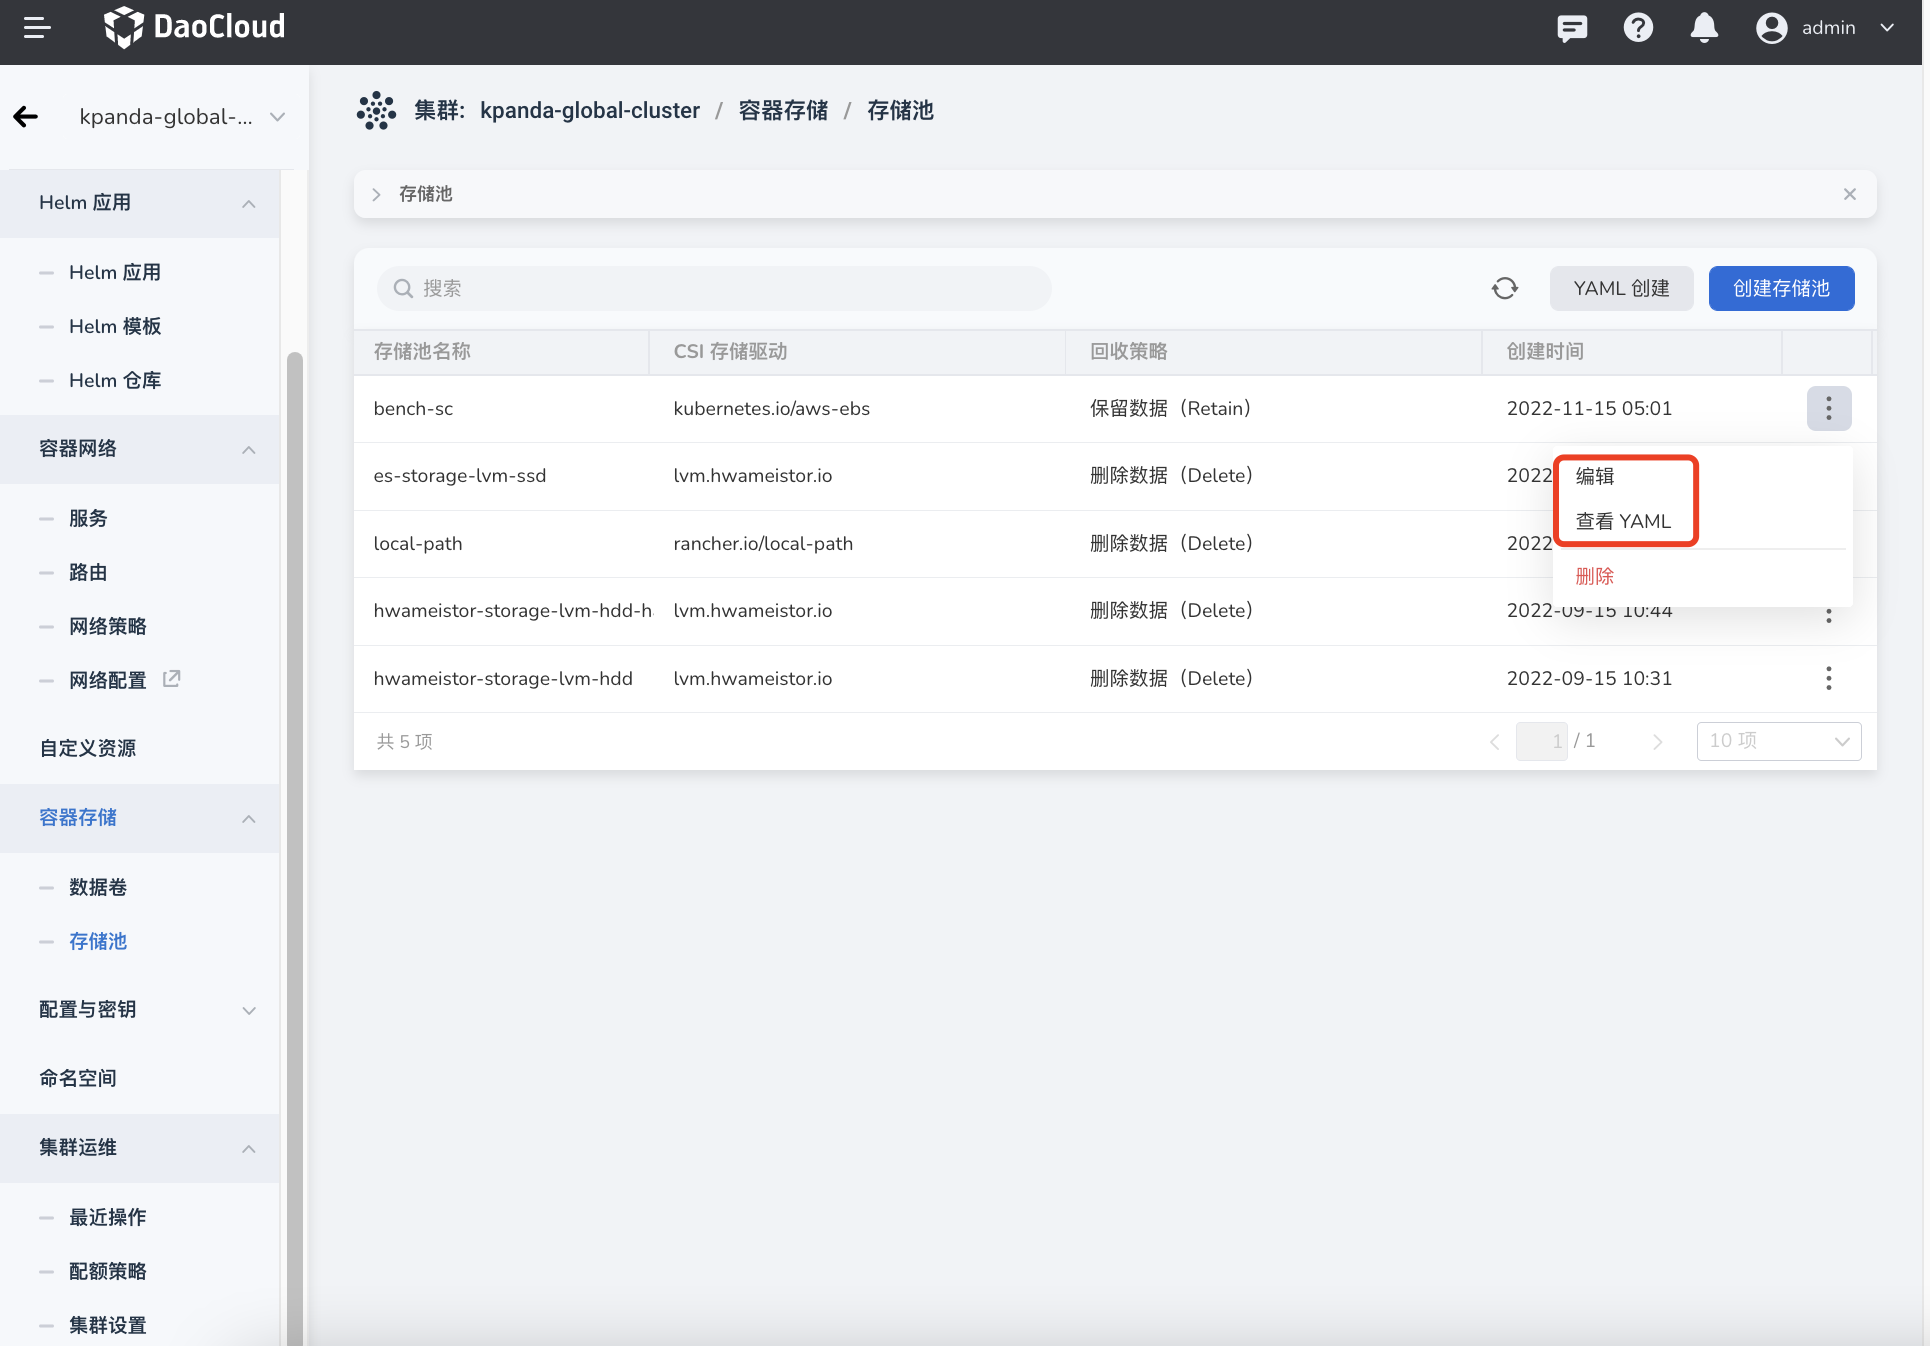 DaoCloud
admin
kpanda-global-...
集群: kpanda-global-cluster / 容器存储 / 存储池
Helm 应用
Helm 应用
Helm 模板
Helm 仓库
容器网络
服务
路由
网络策略
网络配置
自定义资源
容器存储
数据卷
存储池
配置与密钥
命名空间
集群运维
最近操作
配额策略
集群设置
存储池
搜索
YAML 创建
创建存储池
存储池名称 CSI 存储驱动 回收策略 创建时间
bench-sc kubernetes.io/aws-ebs 保留数据（Retain） 2022-11-15 05:01
es-storage-lvm-ssd lvm.hwameistor.io 删除数据（Delete） 2022
local-path rancher.io/local-path 删除数据（Delete） 2022
hwameistor-storage-lvm-hdd-h lvm.hwameistor.io 删除数据（Delete） 2022-09-15 10:44
hwameistor-storage-lvm-hdd lvm.hwameistor.io 删除数据（Delete） 2022-09-15 10:31
编辑
查看 YAML
删除
共 5 项
1 / 1
10 项